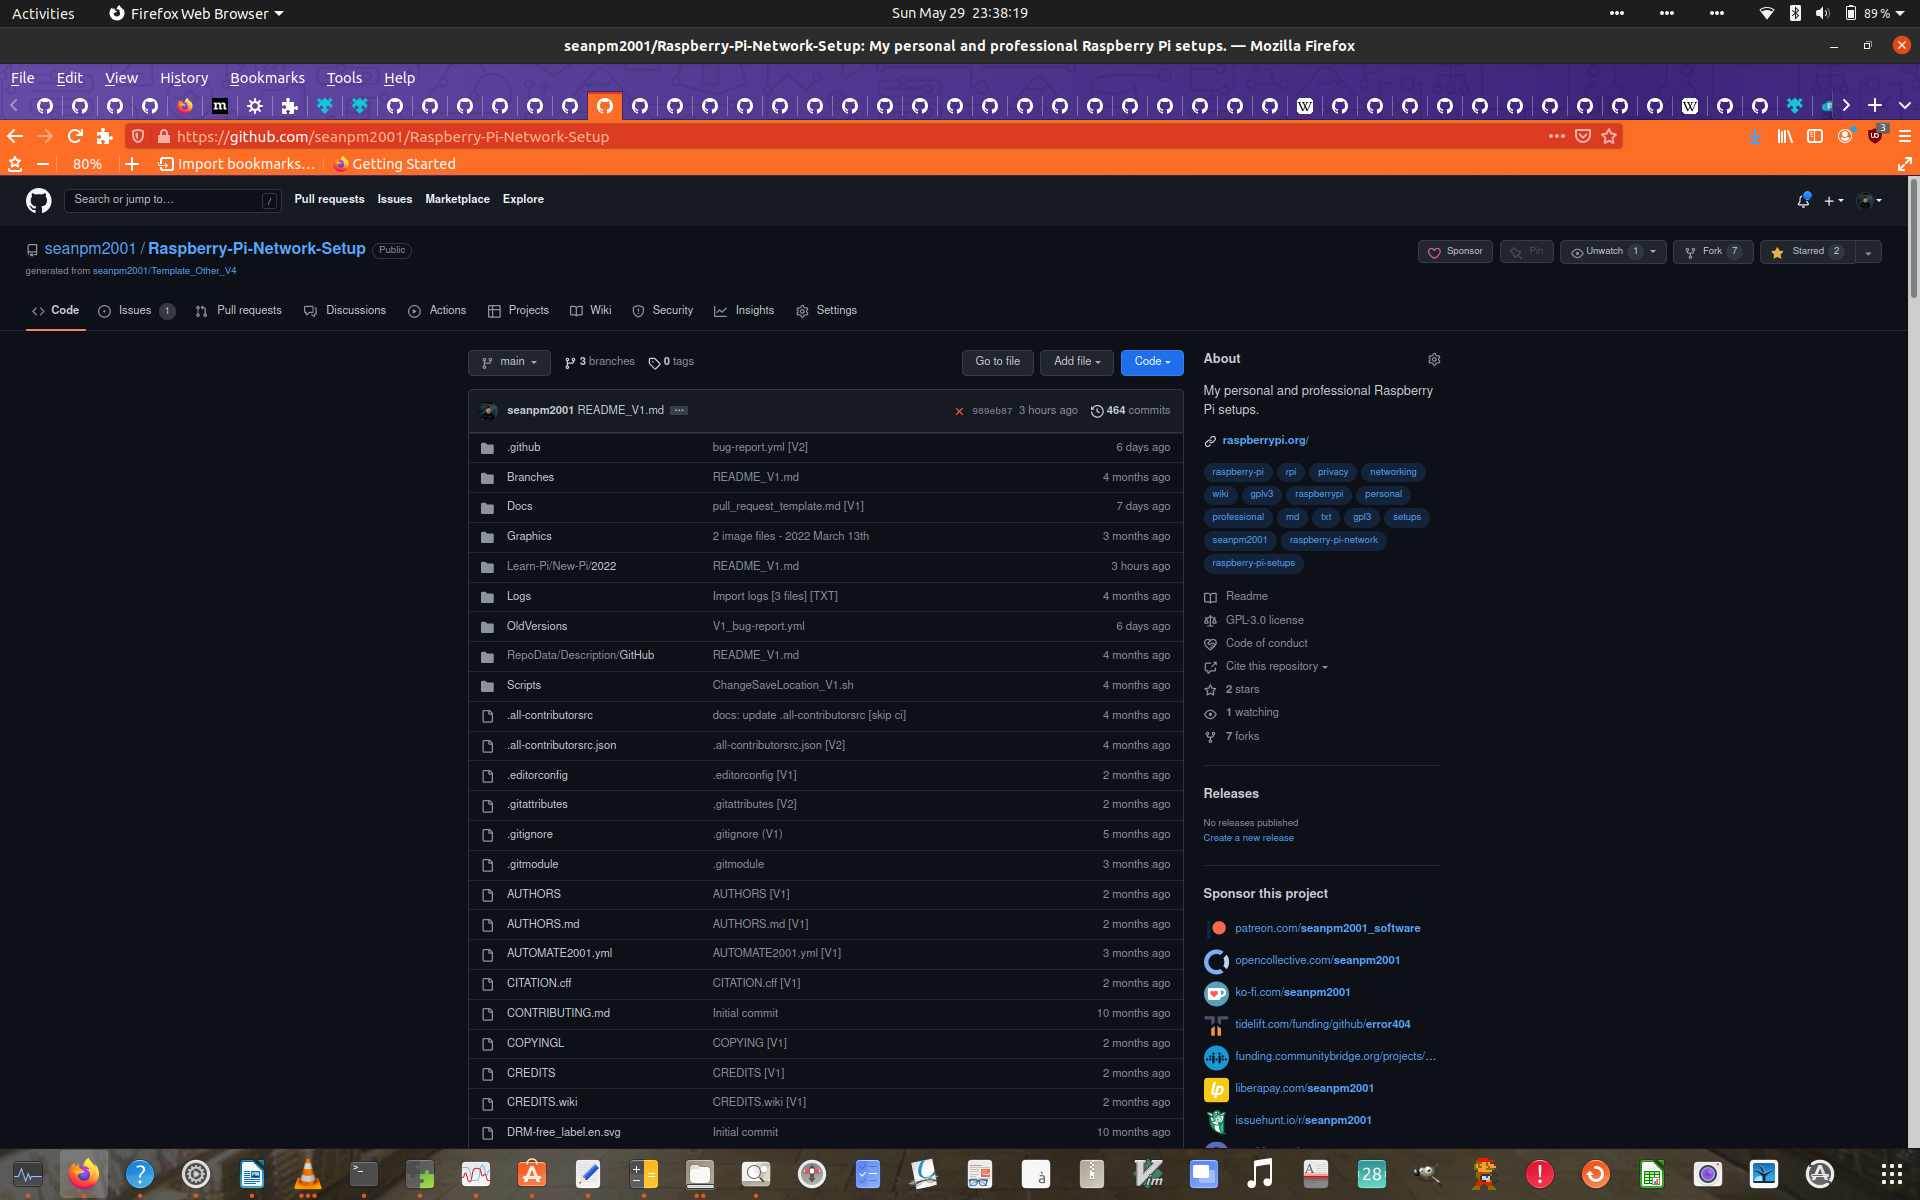 Activities
Firefox Web Browser
Sun May 29 23:38:19
89 %
seanpm2001/Raspberry-Pi-Network-Setup: My personal and professional Raspberry Pi setups. — Mozilla Firefox
File Edit View History Bookmarks Tools Help
https://github.com/seanpm2001/Raspberry-Pi-Network-Setup
3
80%
Import bookmarks…
Getting Started
Search or jump to…
/
Pull requests Issues Marketplace Explore
seanpm2001 / Raspberry-Pi-Network-Setup Public
generated from seanpm2001/Template_Other_V4
Sponsor
Pin
Unwatch 1
Fork 7
Starred 2
Code
Issues 1
Pull requests
Discussions
Actions
Projects
Wiki
Security
Insights
Settings
main
3 branches
0 tags
Go to file
Add file
Code
seanpm2001 README_V1.md ... 989eb87 3 hours ago 464 commits
.github bug-report.yml [V2] 6 days ago
Branches README_V1.md 4 months ago
Docs pull_request_template.md [V1] 7 days ago
Graphics 2 image files - 2022 March 13th 3 months ago
Learn-Pi/New-Pi/2022 README_V1.md 3 hours ago
Logs Import logs [3 files] [TXT] 4 months ago
OldVersions V1_bug-report.yml 6 days ago
RepoData/Description/GitHub README_V1.md 4 months ago
Scripts ChangeSaveLocation_V1.sh 4 months ago
.all-contributorsrc docs: update .all-contributorsrc [skip ci] 4 months ago
.all-contributorsrc.json .all-contributorsrc.json [V2] 4 months ago
.editorconfig .editorconfig [V1] 2 months ago
.gitattributes ,gitattributes [V2] 2 months ago
.gitignore .gitignore (V1) 5 months ago
.gitmodule .gitmodule 3 months ago
AUTHORS AUTHORS [V1] 2 months ago
AUTHORS.md AUTHORS.md [V1] 2 months ago
AUTOMATE2001.yml AUTOMATE2001.yml [V1] 3 months ago
CITATION.cff CITATION.cff [V1] 2 months ago
CONTRIBUTING.md Initial commit 10 months ago
COPYINGL COPYING [V1] 2 months ago
CREDITS CREDITS [V1] 2 months ago
CREDITS.wiki CREDITS.wiki [V1] 2 months ago
DRM-free_label.en.svg Initial commit 10 months ago
About
My personal and professional Raspberry
Pi setups.
raspberrypi.org/
raspberry-pi rpi privacy networking
wiki gplv3 raspberrypi personal
professional md txt gpl3 setups
seanpm2001 raspberry-pi-network
raspberry-pi-setups
Readme
GPL-3.0 license
Code of conduct
Cite this repository
2 stars
1 watching
7 forks
Releases
No releases published
Create a new release
Sponsor this project
patreon.com/seanpm2001_software
opencollective.com/seanpm2001
ko-fi.com/seanpm2001
tidelift.com/funding/github/error404
funding.communitybridge.org/projects/…
liberapay.com/seanpm2001
issuehunt.io/r/seanpm2001
28